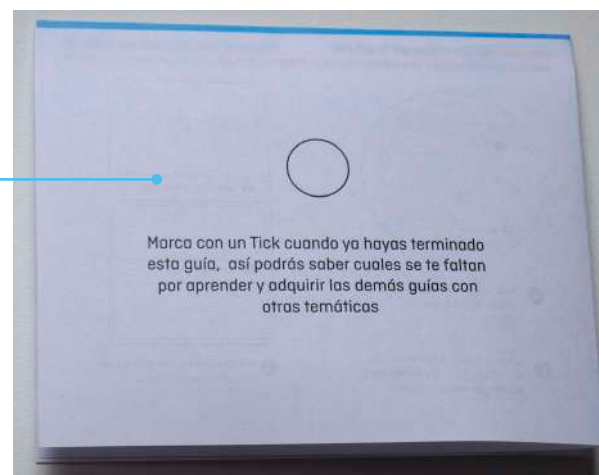 Marca con un Tick cuando ya hayas terminado
esta guía, así podrás saber cuales se te faltan
por aprender y adquirir las demás guías con
otras temáticas